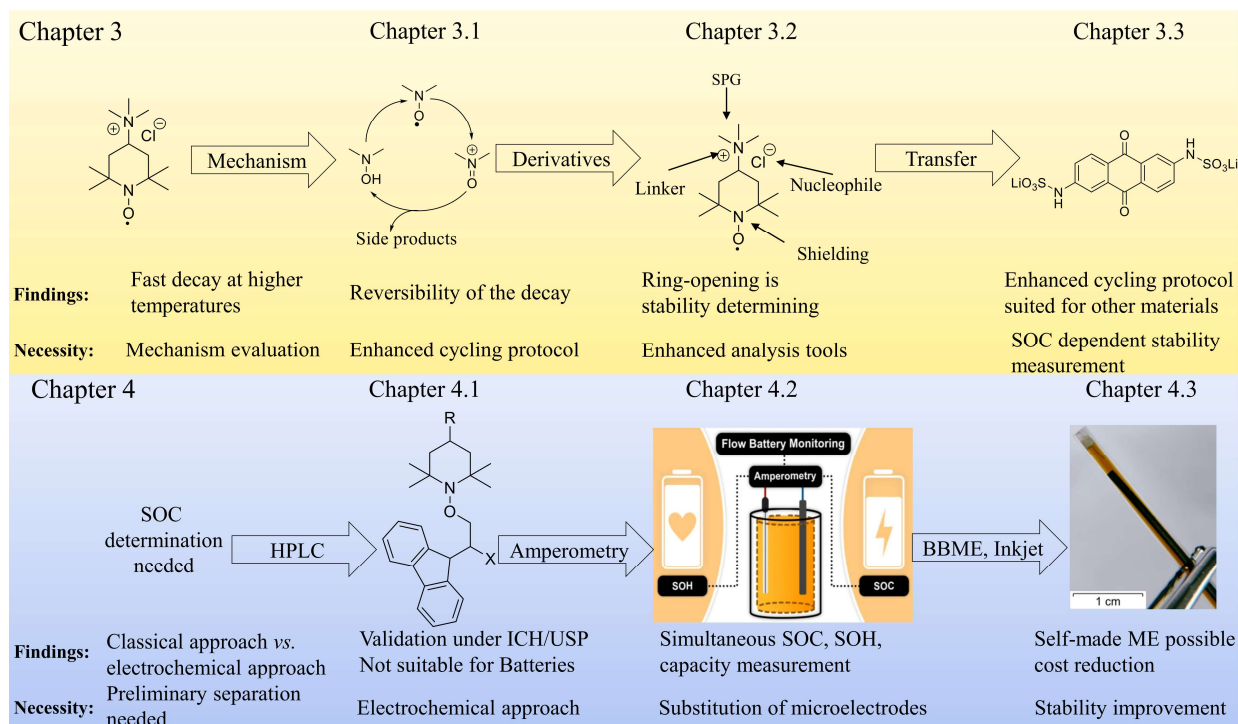 Chapter 3
Chapter 3.1
Chapter 3.2
Chapter 3.3
N
⊕
Cl⊖
N
O
•
Mechanism
N
O
•
N
OH
N
⊕
O
Side products
Derivatives
SPG
N
⊕
Cl⊖
Linker
Nucleophile
N
O
•
Shielding
Transfer
O
H
N
SO₃Li
LiO₃S
N
H
O
Findings:
Fast decay at higher
temperatures
Reversibility of the decay
Ring-opening is
stability determining
Enhanced cycling protocol
suited for other materials
Necessity:
Mechanism evaluation
Enhanced cycling protocol
Enhanced analysis tools
SOC dependent stability
measurement
Chapter 4
Chapter 4.1
Chapter 4.2
Chapter 4.3
SOC
determination
needed
HPLC
R
N
O
X
Amperometry
Flow Battery Monitoring
Amperometry
SOH
SOC
BBME, Inkjet
1 cm
Findings:
Classical approach vs.
electrochemical approach
Validation under ICH/USP
Not suitable for Batteries
Simultaneous SOC, SOH,
capacity measurement
Self-made ME possible
cost reduction
Necessity:
Preliminary separation
needed
Electrochemical approach
Substitution of microelectrodes
Stability improvement